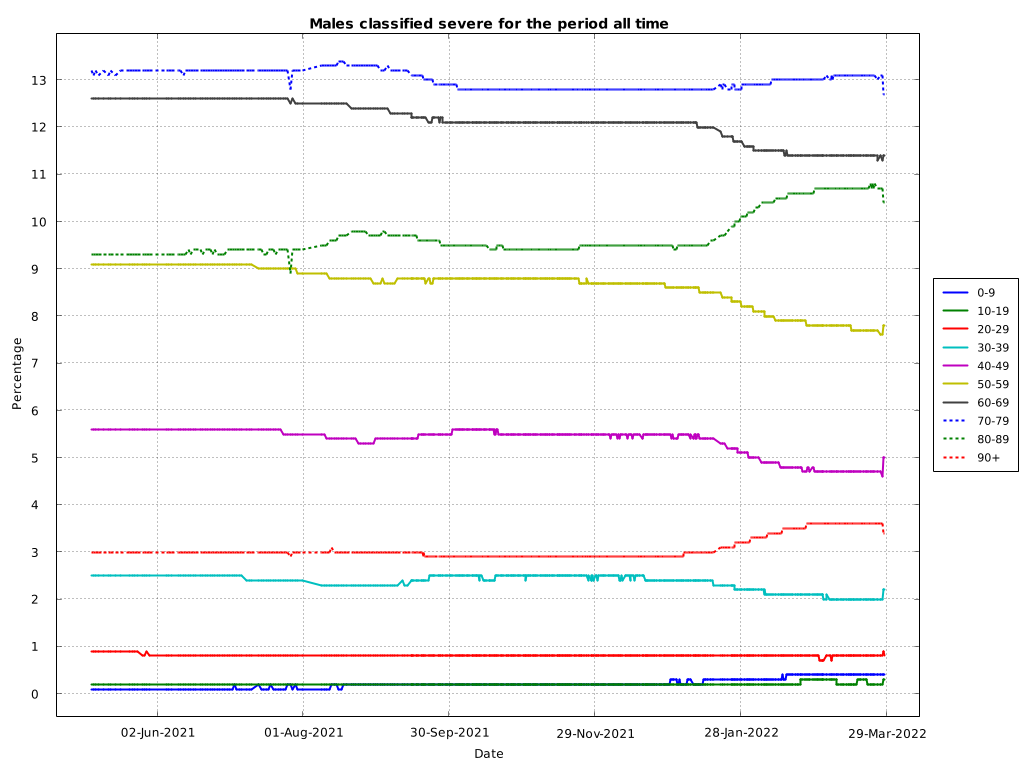 Males classified severe for the period all time
Percentage
13
12
11
10
9
8
7
6
5
4
3
2
1
0
02-Jun-2021
01-Aug-2021
30-Sep-2021
29-Nov-2021
28-Jan-2022
29-Mar-2022
Date
0-9
10-19
20-29
30-39
40-49
50-59
60-69
70-79
80-89
90+